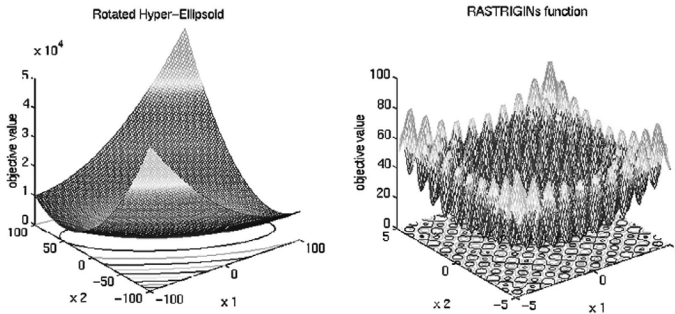 Rotated Hyper-Ellipsoid
x 10⁴
5
4
3
2
1
0
objective value
100
50
0
-50
-100
x 2
-100
0
100
x 1
RASTRIGINs function
100
80
60
40
20
0
objective value
5
0
-5
x 2
-5
0
5
x 1